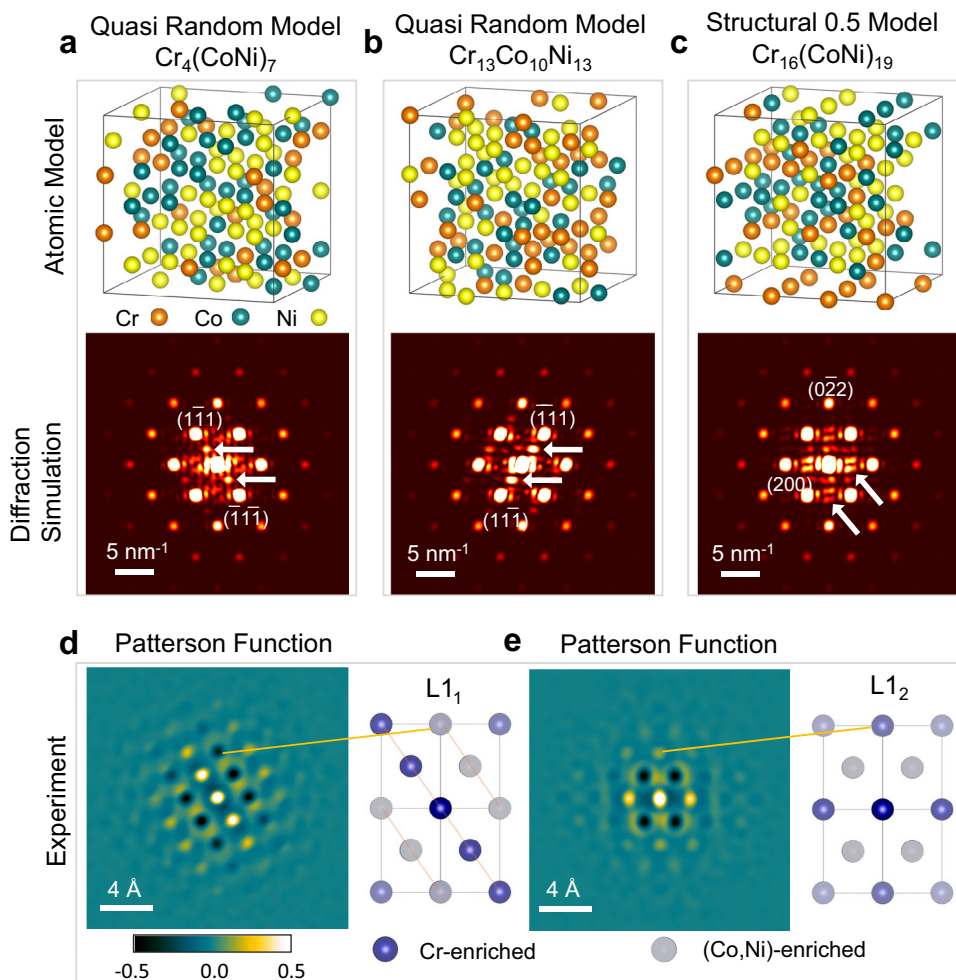 a Quasi Random Model
Cr₄(CoNi)₇
b Quasi Random Model
Cr₁₃Co₁₀Ni₁₃
c Structural 0.5 Model
Cr₁₆(CoNi)₁₉
Atomic Model
Cr Co Ni
Diffraction
Simulation
(11̅1)
(1̅11̅)
5 nm⁻¹
(1̅11)
(111̅)
5 nm⁻¹
(02̅2)
(200)
5 nm⁻¹
Experiment
d Patterson Function
L1₁
4 Å
-0.5 0.0 0.5
e Patterson Function
L1₂
4 Å
Cr-enriched
(Co,Ni)-enriched